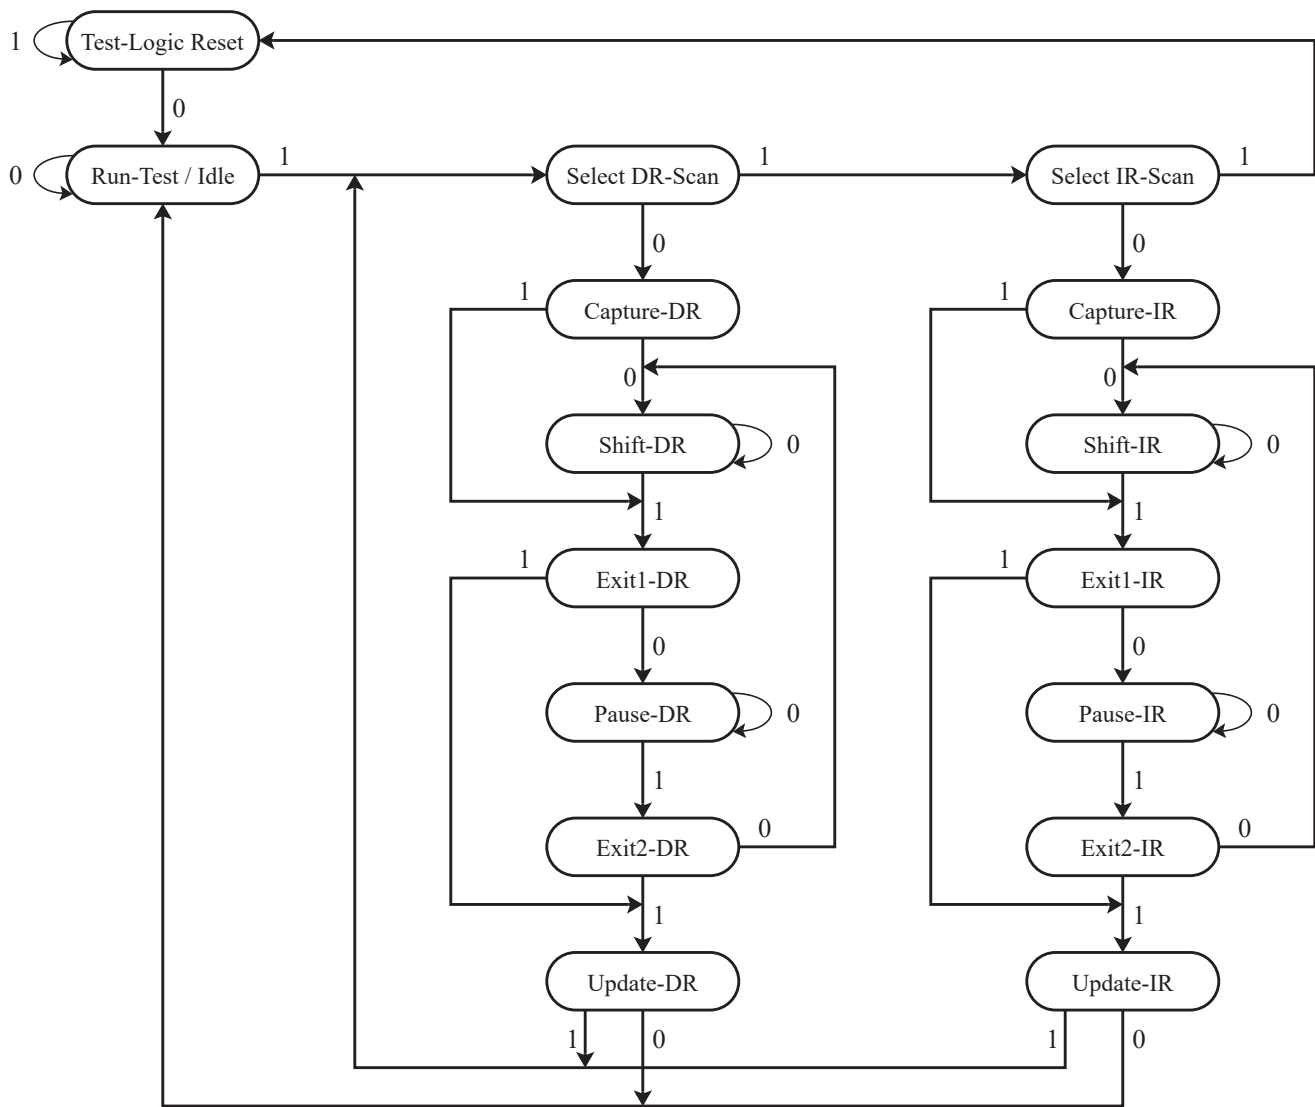 1
Test-Logic Reset
0
0
Run-Test / Idle
1
Select DR-Scan
1
Select IR-Scan
1
0
0
1
Capture-DR
1
Capture-IR
0
0
Shift-DR
0
Shift-IR
0
1
1
1
Exit1-DR
1
Exit1-IR
0
0
Pause-DR
0
Pause-IR
0
1
1
Exit2-DR
0
Exit2-IR
0
1
1
Update-DR
Update-IR
1
0
1
0